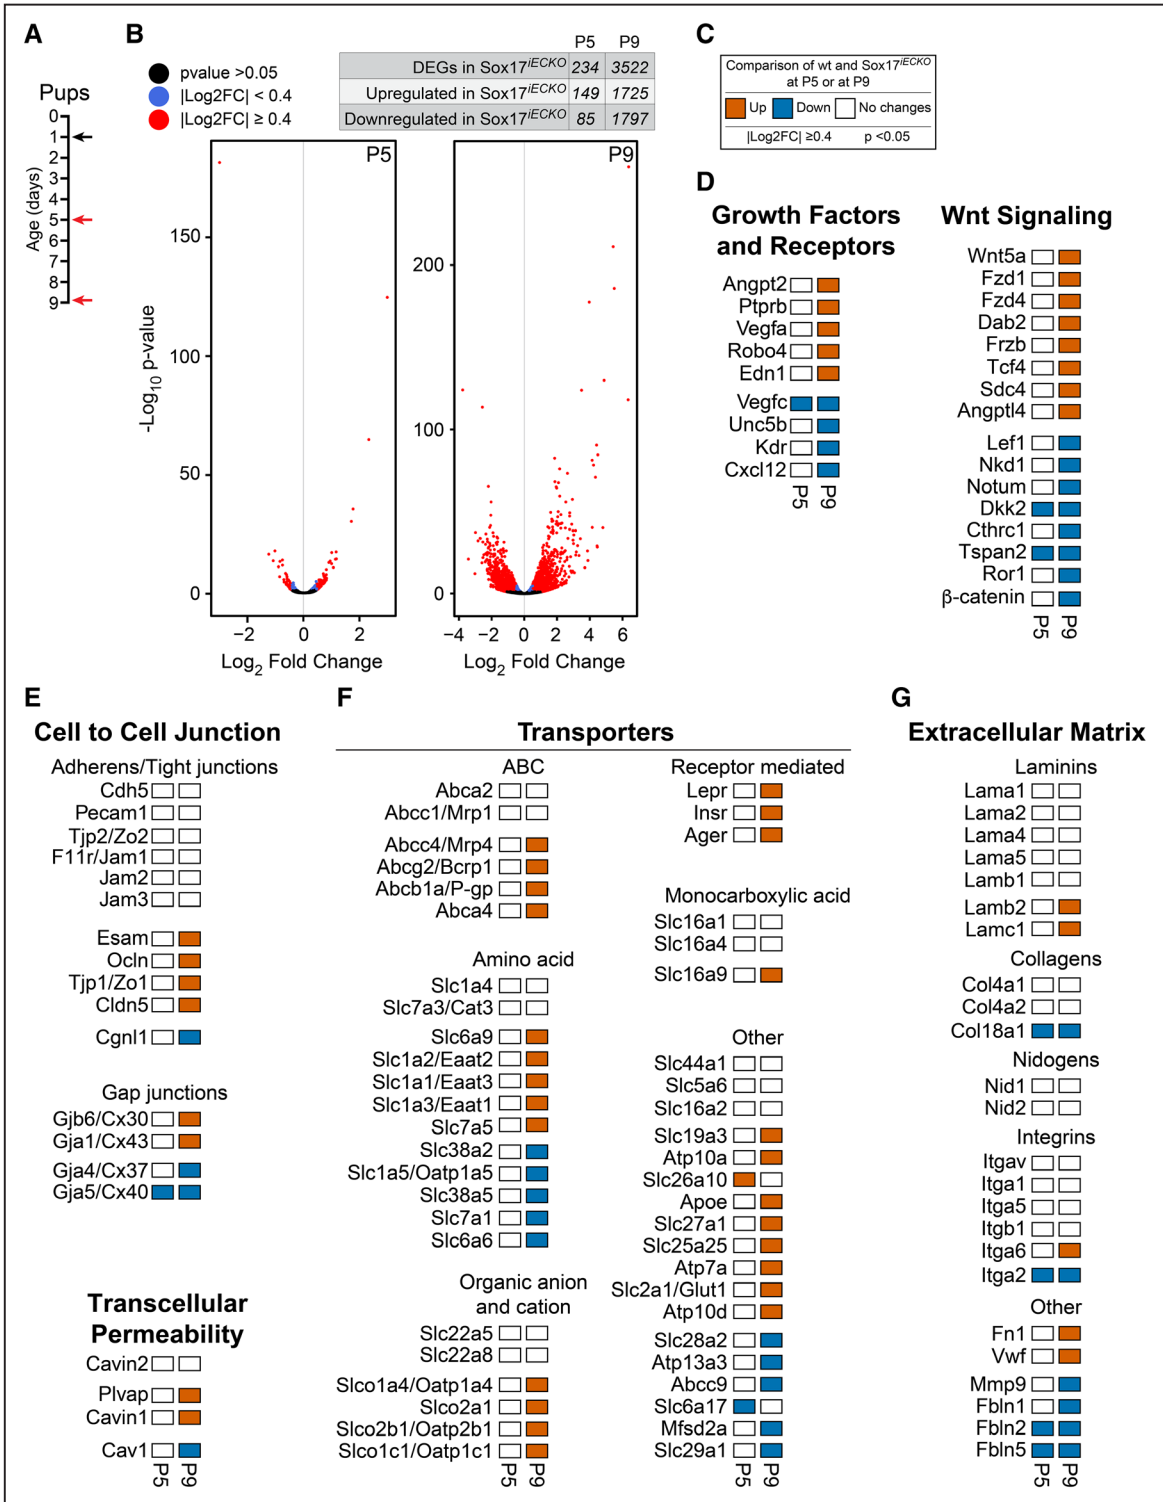 A
Pups
Age (days)
0
1
2
3
4
5
6
7
8
9
B
pvalue >0.05
|Log2FC| < 0.4
|Log2FC| ≥ 0.4
P5 P9
DEGs in Sox17iECKO 234 3522
Upregulated in Sox17iECKO 149 1725
Downregulated in Sox17iECKO 85 1797
-Log10 p-value
P5
150
100
50
0
−2 0 2
Log2 Fold Change
P9
200
100
0
−4 −2 0 2 4 6
Log2 Fold Change
C
Comparison of wt and Sox17iECKO
at P5 or at P9
Up Down No changes
|Log2FC| ≥0.4 p <0.05
D
Growth Factors
and Receptors
Angpt2
Ptprb
Vegfa
Robo4
Edn1
Vegfc
Unc5b
Kdr
Cxcl12
P5 P9
Wnt Signaling
Wnt5a
Fzd1
Fzd4
Dab2
Frzb
Tcf4
Sdc4
Angptl4
Lef1
Nkd1
Notum
Dkk2
Cthrc1
Tspan2
Ror1
β-catenin
P5 P9
E
Cell to Cell Junction
Adherens/Tight junctions
Cdh5
Pecam1
Tjp2/Zo2
F11r/Jam1
Jam2
Jam3
Esam
Ocln
Tjp1/Zo1
Cldn5
Cgnl1
Gap junctions
Gjb6/Cx30
Gja1/Cx43
Gja4/Cx37
Gja5/Cx40
Transcellular
Permeability
Cavin2
Plvap
Cavin1
Cav1
P5 P9
F
Transporters
ABC
Abca2
Abcc1/Mrp1
Abcc4/Mrp4
Abcg2/Bcrp1
Abcb1a/P-gp
Abca4
Amino acid
Slc1a4
Slc7a3/Cat3
Slc6a9
Slc1a2/Eaat2
Slc1a1/Eaat3
Slc1a3/Eaat1
Slc7a5
Slc38a2
Slc1a5/Oatp1a5
Slc38a5
Slc7a1
Slc6a6
Organic anion
and cation
Slc22a5
Slc22a8
Slco1a4/Oatp1a4
Slco2a1
Slco2b1/Oatp2b1
Slco1c1/Oatp1c1
P5 P9
Receptor mediated
Lepr
Insr
Ager
Monocarboxylic acid
Slc16a1
Slc16a4
Slc16a9
Other
Slc44a1
Slc5a6
Slc16a2
Slc19a3
Atp10a
Slc26a10
Apoe
Slc27a1
Slc25a25
Atp7a
Slc2a1/Glut1
Atp10d
Slc28a2
Atp13a3
Abcc9
Slc6a17
Mfsd2a
Slc29a1
P5 P9
G
Extracellular Matrix
Laminins
Lama1
Lama2
Lama4
Lama5
Lamb1
Lamb2
Lamc1
Collagens
Col4a1
Col4a2
Col18a1
Nidogens
Nid1
Nid2
Integrins
Itgav
Itga1
Itga5
Itgb1
Itga6
Itga2
Other
Fn1
Vwf
Mmp9
Fbln1
Fbln2
Fbln5
P5 P9